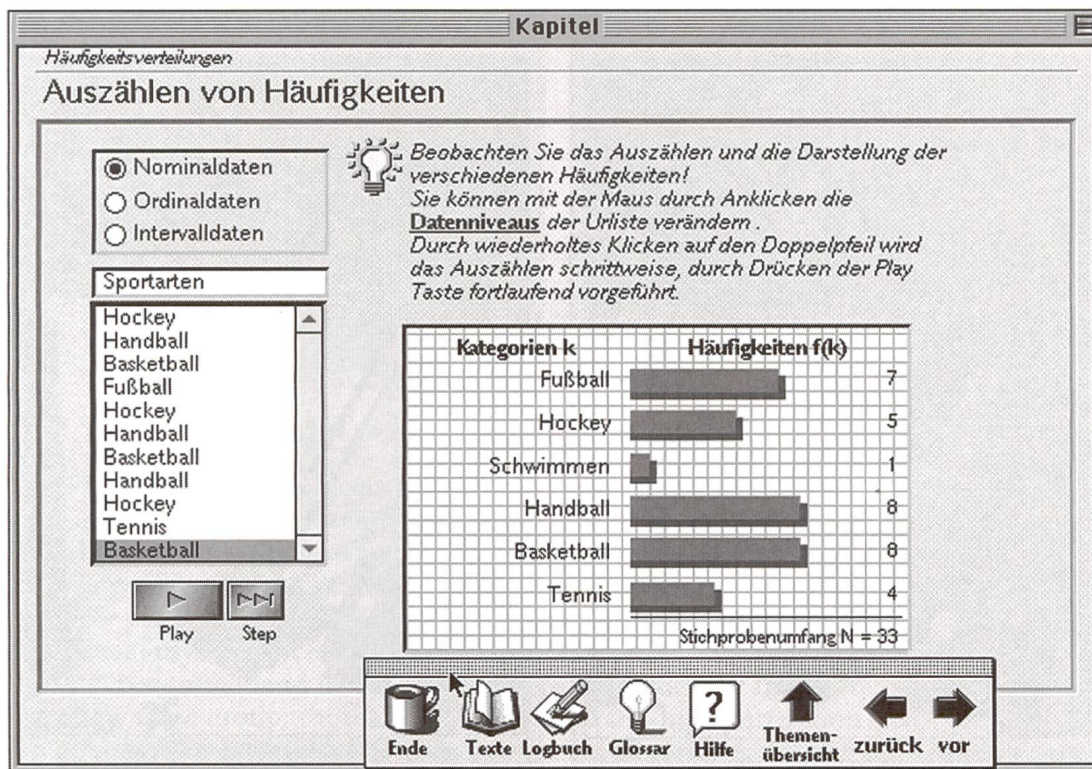 Kapitel
Häufigkeitsverteilungen
Auszählen von Häufigkeiten
Nominaldaten
Ordinaldaten
Intervalldaten
Sportarten
Hockey
Handball
Basketball
Fußball
Hockey
Handball
Basketball
Handball
Hockey
Tennis
Basketball
Play Step
Beobachten Sie das Auszählen und die Darstellung der
verschiedenen Häufigkeiten!
Sie können mit der Maus durch Anklicken die
Datenniveaus der Urliste verändern .
Durch wiederholtes Klicken auf den Doppelpfeil wird
das Auszählen schrittweise, durch Drücken der Play
Taste fortlaufend vorgeführt.
Kategorien k Häufigkeiten f(k)
Fußball 7
Hockey 5
Schwimmen 1
Handball 8
Basketball 8
Tennis 4
Stichprobenumfang N = 33
?
Ende Texte Logbuch Glossar Hilfe Themen-
übersicht zurück vor